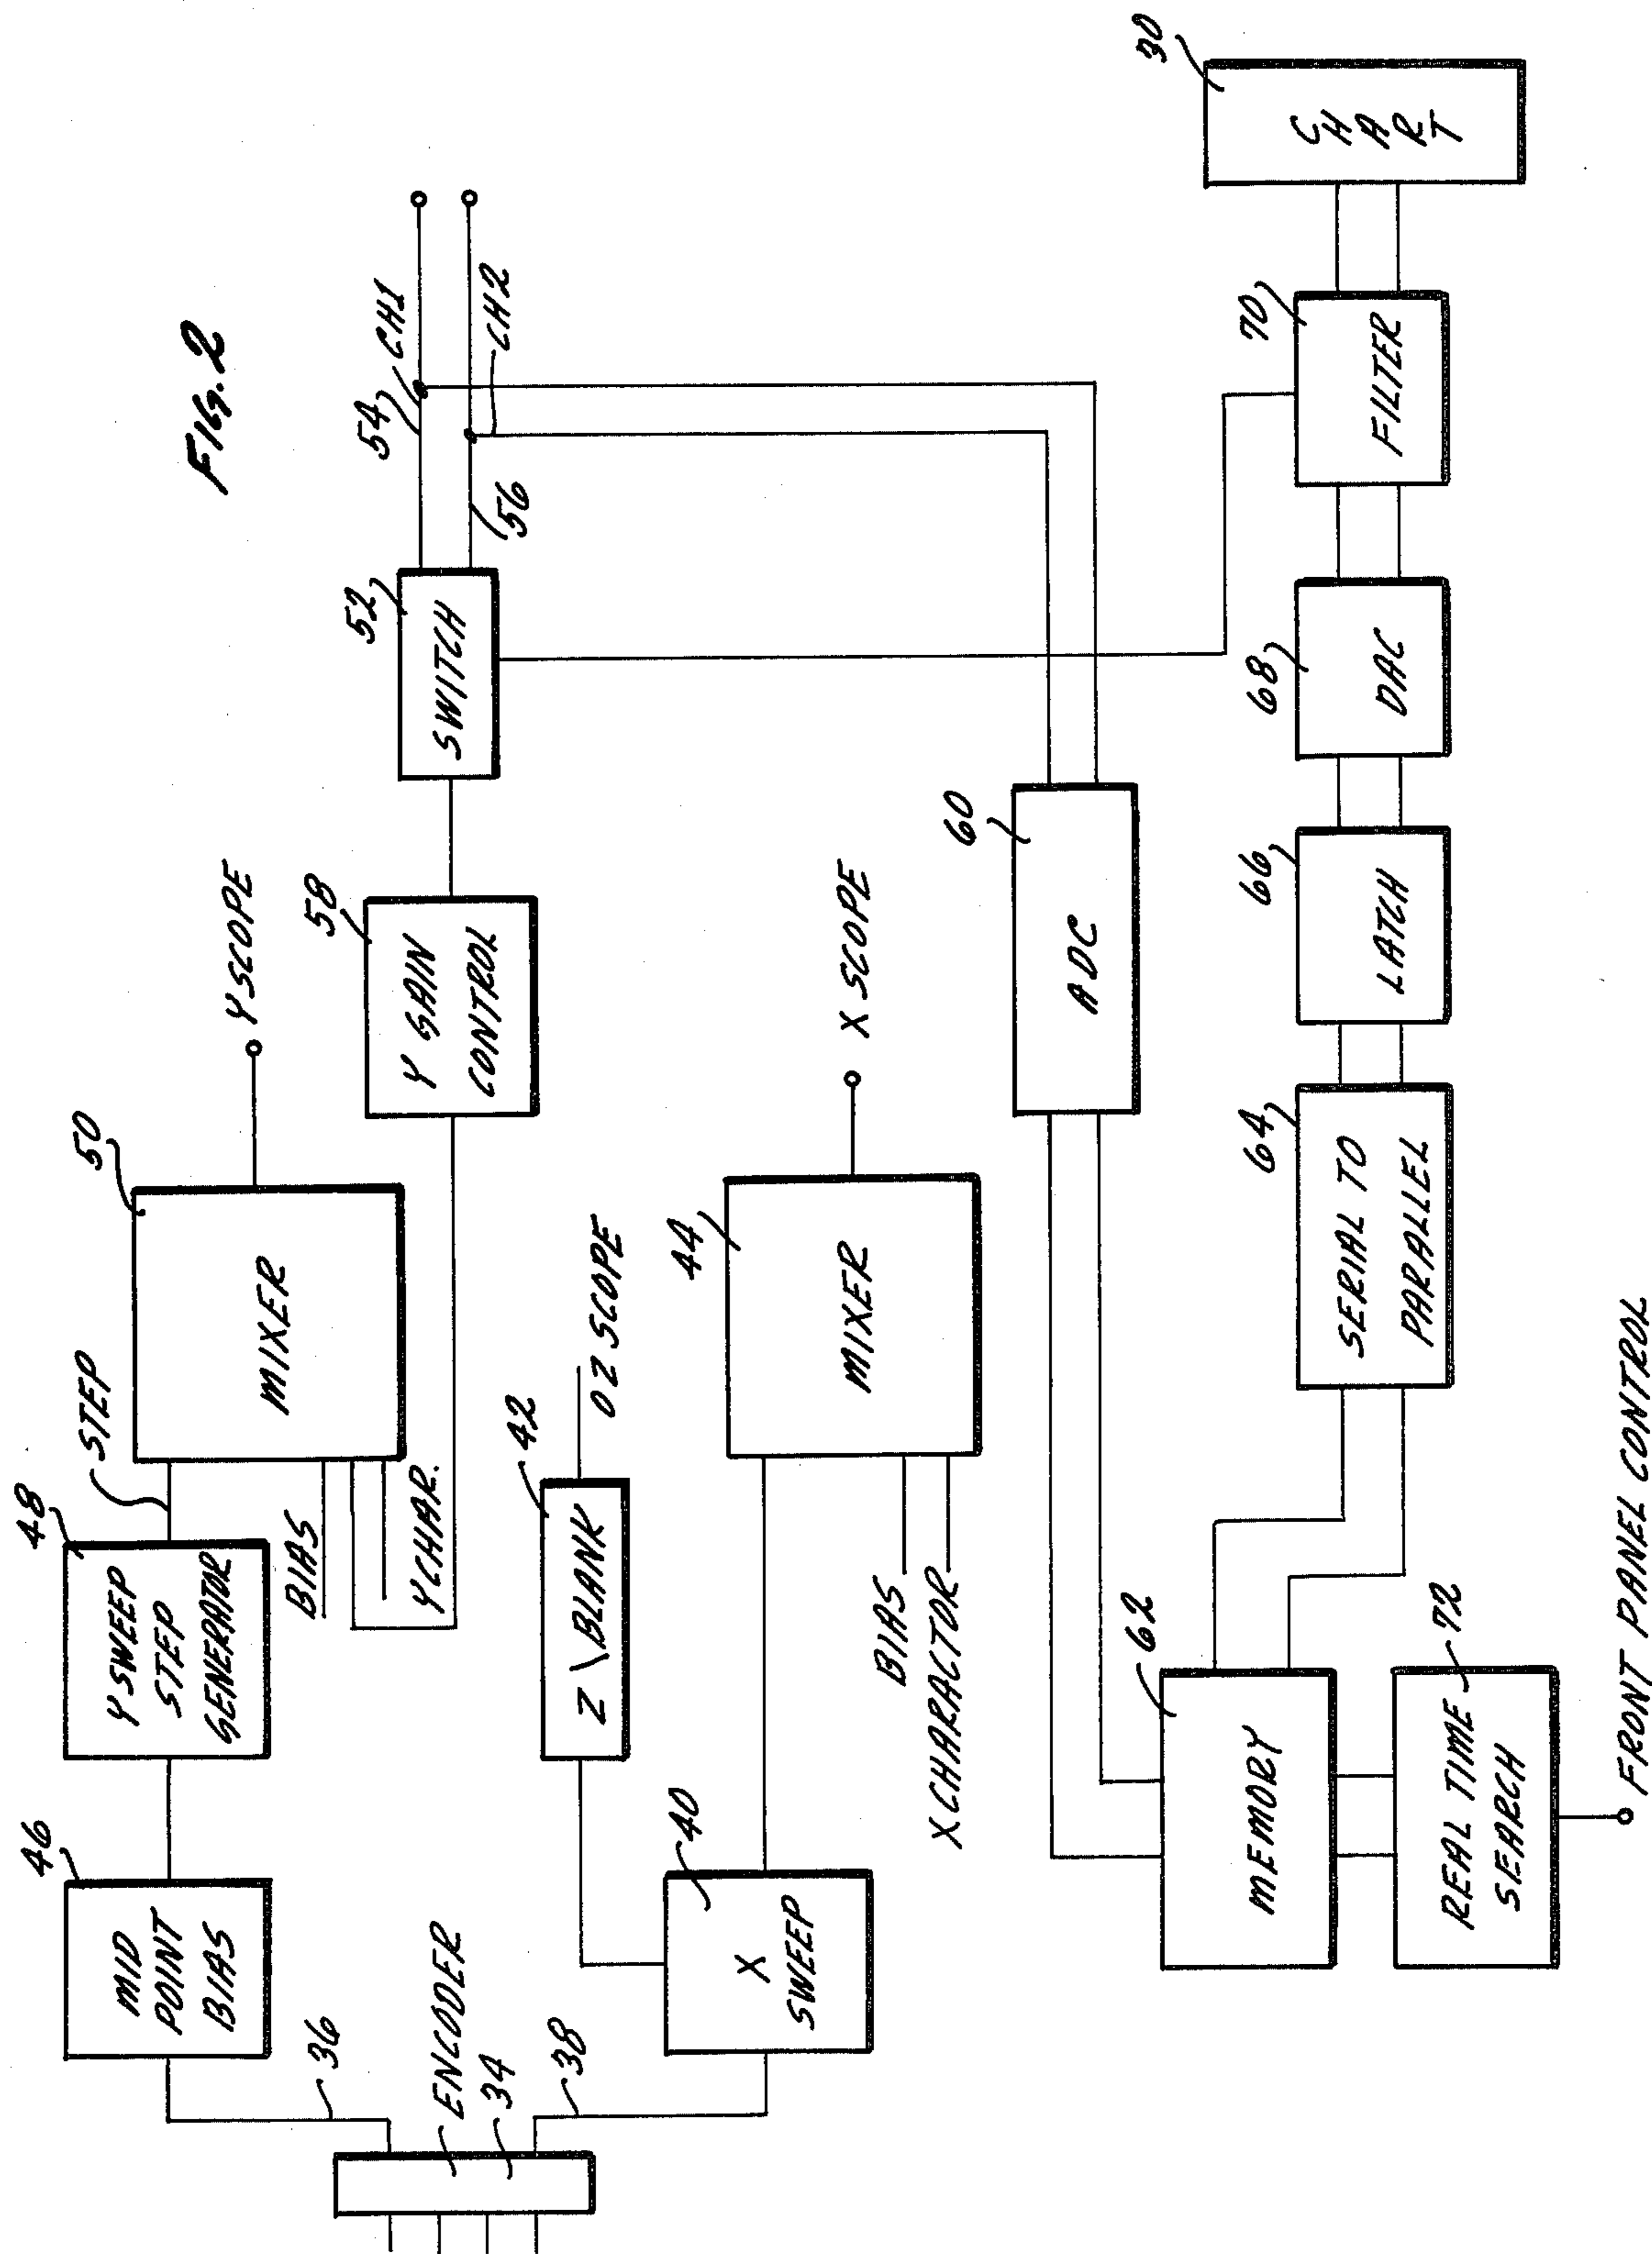 FIG. 2
46
MID
POINT
BIAS
48
Y SWEEP
STEP
GENERATOR
STEP
50
MIXER
Y SCOPE
BIAS
Y CHAR.
58
Y GAIN
CONTROL
52
SWITCH
54
CH1
56
CH2
36
ENCODER
34
38
40
X
SWEEP
42
Z \ BLANK
O Z SCOPE
44
MIXER
X SCOPE
BIAS
X CHARACTOR
60
ADC
62
MEMORY
72
REAL TIME
SEARCH
FRONT PANEL CONTROL
64
SERIAL TO
PARALLEL
66
LATCH
68
DAC
70
FILTER
30
CHART